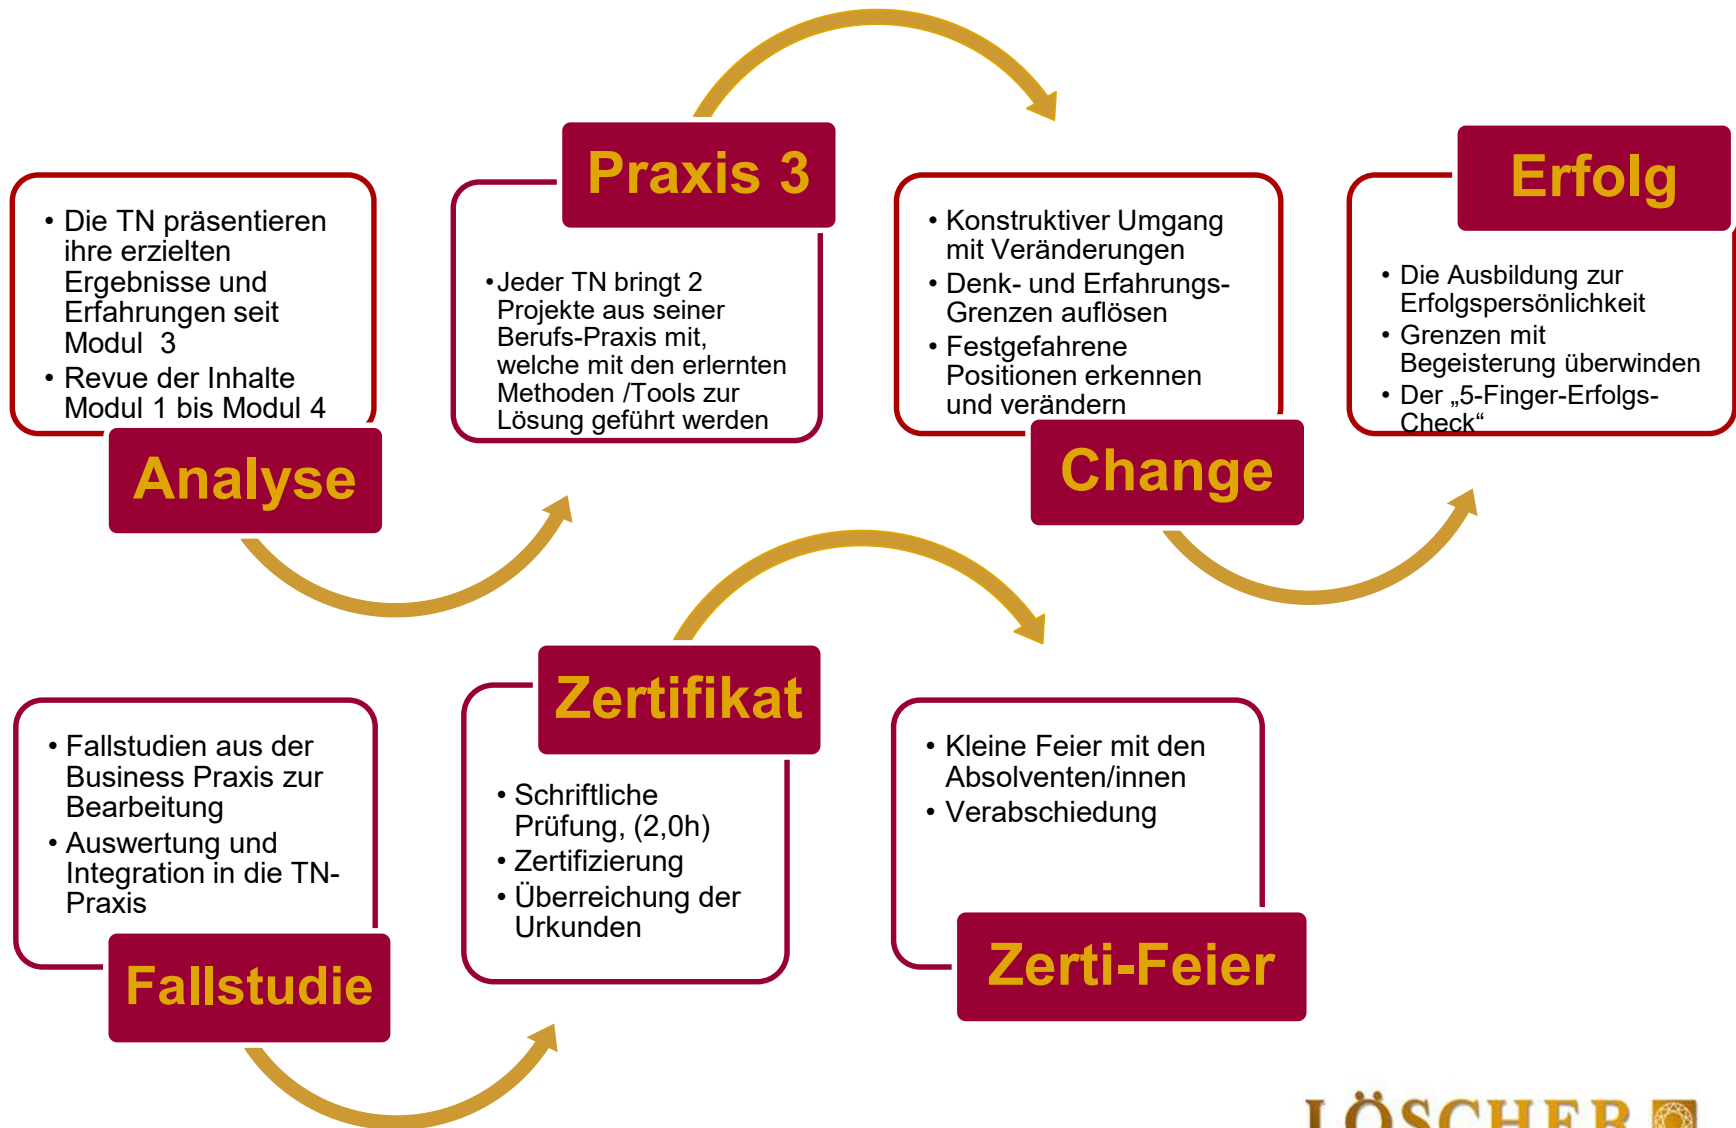 • Die TN präsentieren
ihre erzielten
Ergebnisse und
Erfahrungen seit
Modul  3
• Revue der Inhalte
Modul 1 bis Modul 4
Analyse
Praxis 3
•Jeder TN bringt 2
Projekte aus seiner
Berufs-Praxis mit,
welche mit den erlernten
Methoden /Tools zur
Lösung geführt werden
• Konstruktiver Umgang
mit Veränderungen
• Denk- und Erfahrungs-
Grenzen auflösen
• Festgefahrene
Positionen erkennen
und verändern
Change
Erfolg
• Die Ausbildung zur
Erfolgspersönlichkeit
• Grenzen mit
Begeisterung überwinden
• Der „5-Finger-Erfolgs-
Check“
• Fallstudien aus der
Business Praxis zur
Bearbeitung
• Auswertung und
Integration in die TN-
Praxis
Fallstudie
Zertifikat
• Schriftliche
Prüfung, (2,0h)
• Zertifizierung
• Überreichung der
Urkunden
• Kleine Feier mit den
Absolventen/innen
• Verabschiedung
Zerti-Feier
LÖSCHER